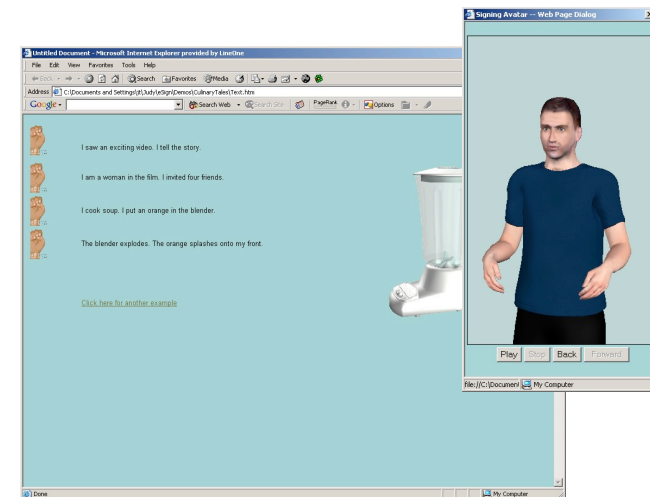 Signing Avatar -- Web Page Dialog
Untitled Document - Microsoft Internet Explorer provided by LineOne
File Edit View Favorites Tools Help
Back Search Favorites Media
Address C:\Documents and Settings\jt\Judy\eSign\Demos\CulinaryTales\Text.htm
Google Search Web Search Site PageRank Options
I saw an exciting video. I tell the story.
I am a woman in the film. I invited four friends.
I cook soup. I put an orange in the blender.
The blender explodes. The orange splashes onto my front.
Click here for another example
Play Stop Back Forward
file://C:\Document My Computer
Done My Computer